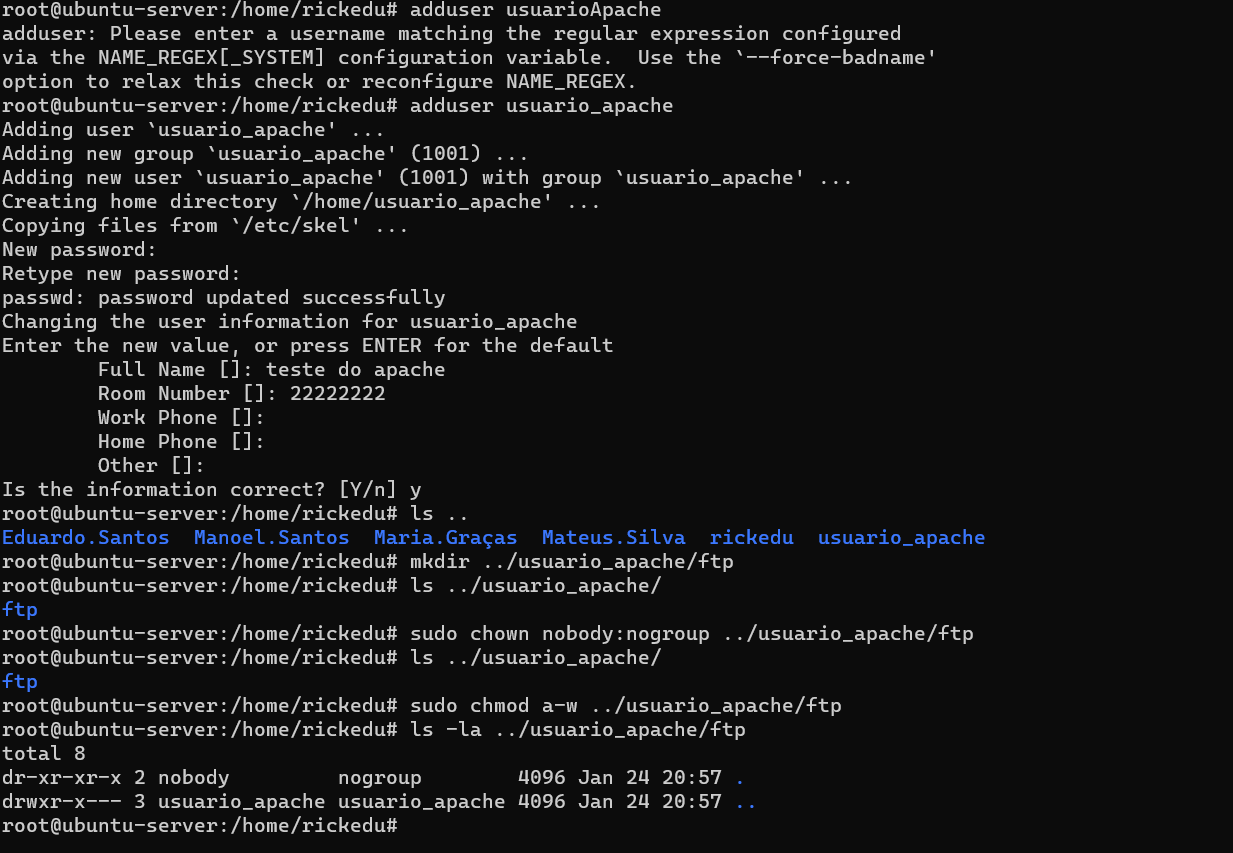 root@ubuntu-server:/home/rickedu# adduser usuarioApache
adduser: Please enter a username matching the regular expression configured
via the NAME_REGEX[_SYSTEM] configuration variable.  Use the `--force-badname'
option to relax this check or reconfigure NAME_REGEX.
root@ubuntu-server:/home/rickedu# adduser usuario_apache
Adding user `usuario_apache' ...
Adding new group `usuario_apache' (1001) ...
Adding new user `usuario_apache' (1001) with group `usuario_apache' ...
Creating home directory `/home/usuario_apache' ...
Copying files from `/etc/skel' ...
New password:
Retype new password:
passwd: password updated successfully
Changing the user information for usuario_apache
Enter the new value, or press ENTER for the default
        Full Name []: teste do apache
        Room Number []: 22222222
        Work Phone []:
        Home Phone []:
        Other []:
Is the information correct? [Y/n] y
root@ubuntu-server:/home/rickedu# ls ..
Eduardo.Santos  Manoel.Santos  Maria.Graças  Mateus.Silva  rickedu  usuario_apache
root@ubuntu-server:/home/rickedu# mkdir ../usuario_apache/ftp
root@ubuntu-server:/home/rickedu# ls ../usuario_apache/
ftp
root@ubuntu-server:/home/rickedu# sudo chown nobody:nogroup ../usuario_apache/ftp
root@ubuntu-server:/home/rickedu# ls ../usuario_apache/
ftp
root@ubuntu-server:/home/rickedu# sudo chmod a-w ../usuario_apache/ftp
root@ubuntu-server:/home/rickedu# ls -la ../usuario_apache/ftp
total 8
dr-xr-xr-x 2 nobody         nogroup        4096 Jan 24 20:57 .
drwxr-x--- 3 usuario_apache usuario_apache 4096 Jan 24 20:57 ..
root@ubuntu-server:/home/rickedu#